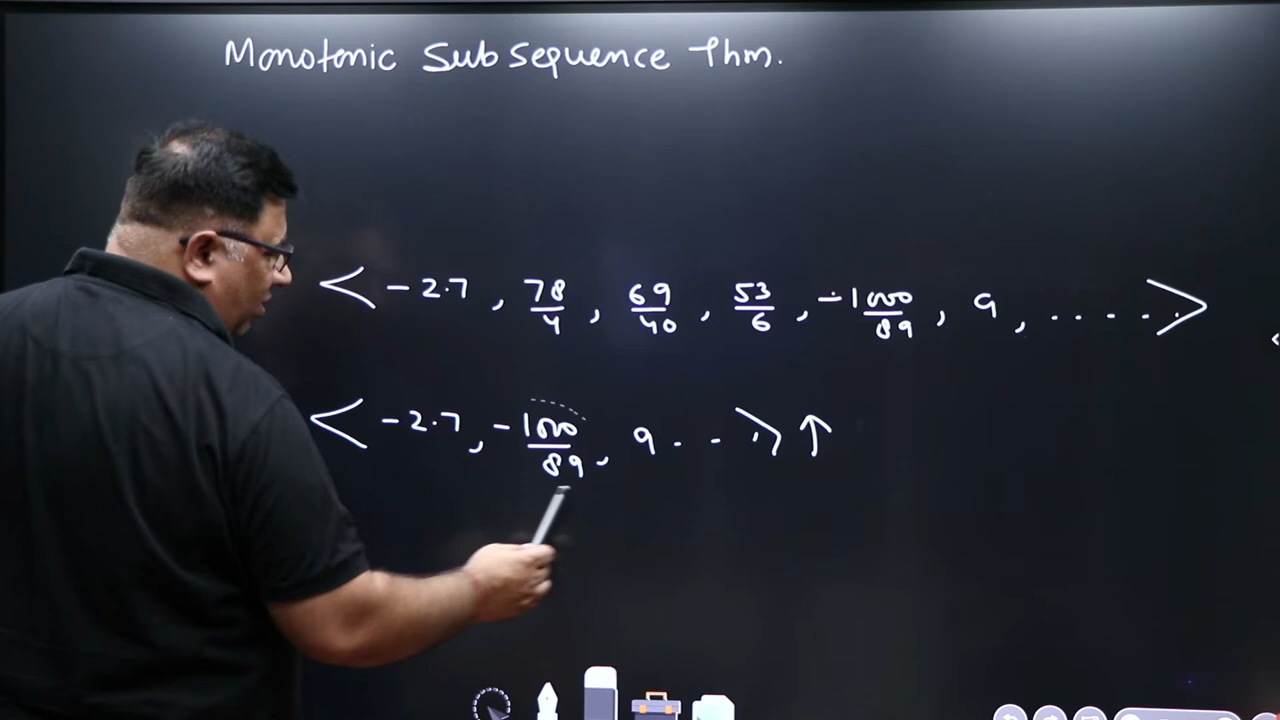 Monotonic Subsequence Thm.
< -2.7, 78/4, 69/40, 53/6, -1000/89, 9, ..... >
< -2.7, -1000/89, 9 .... > ↑